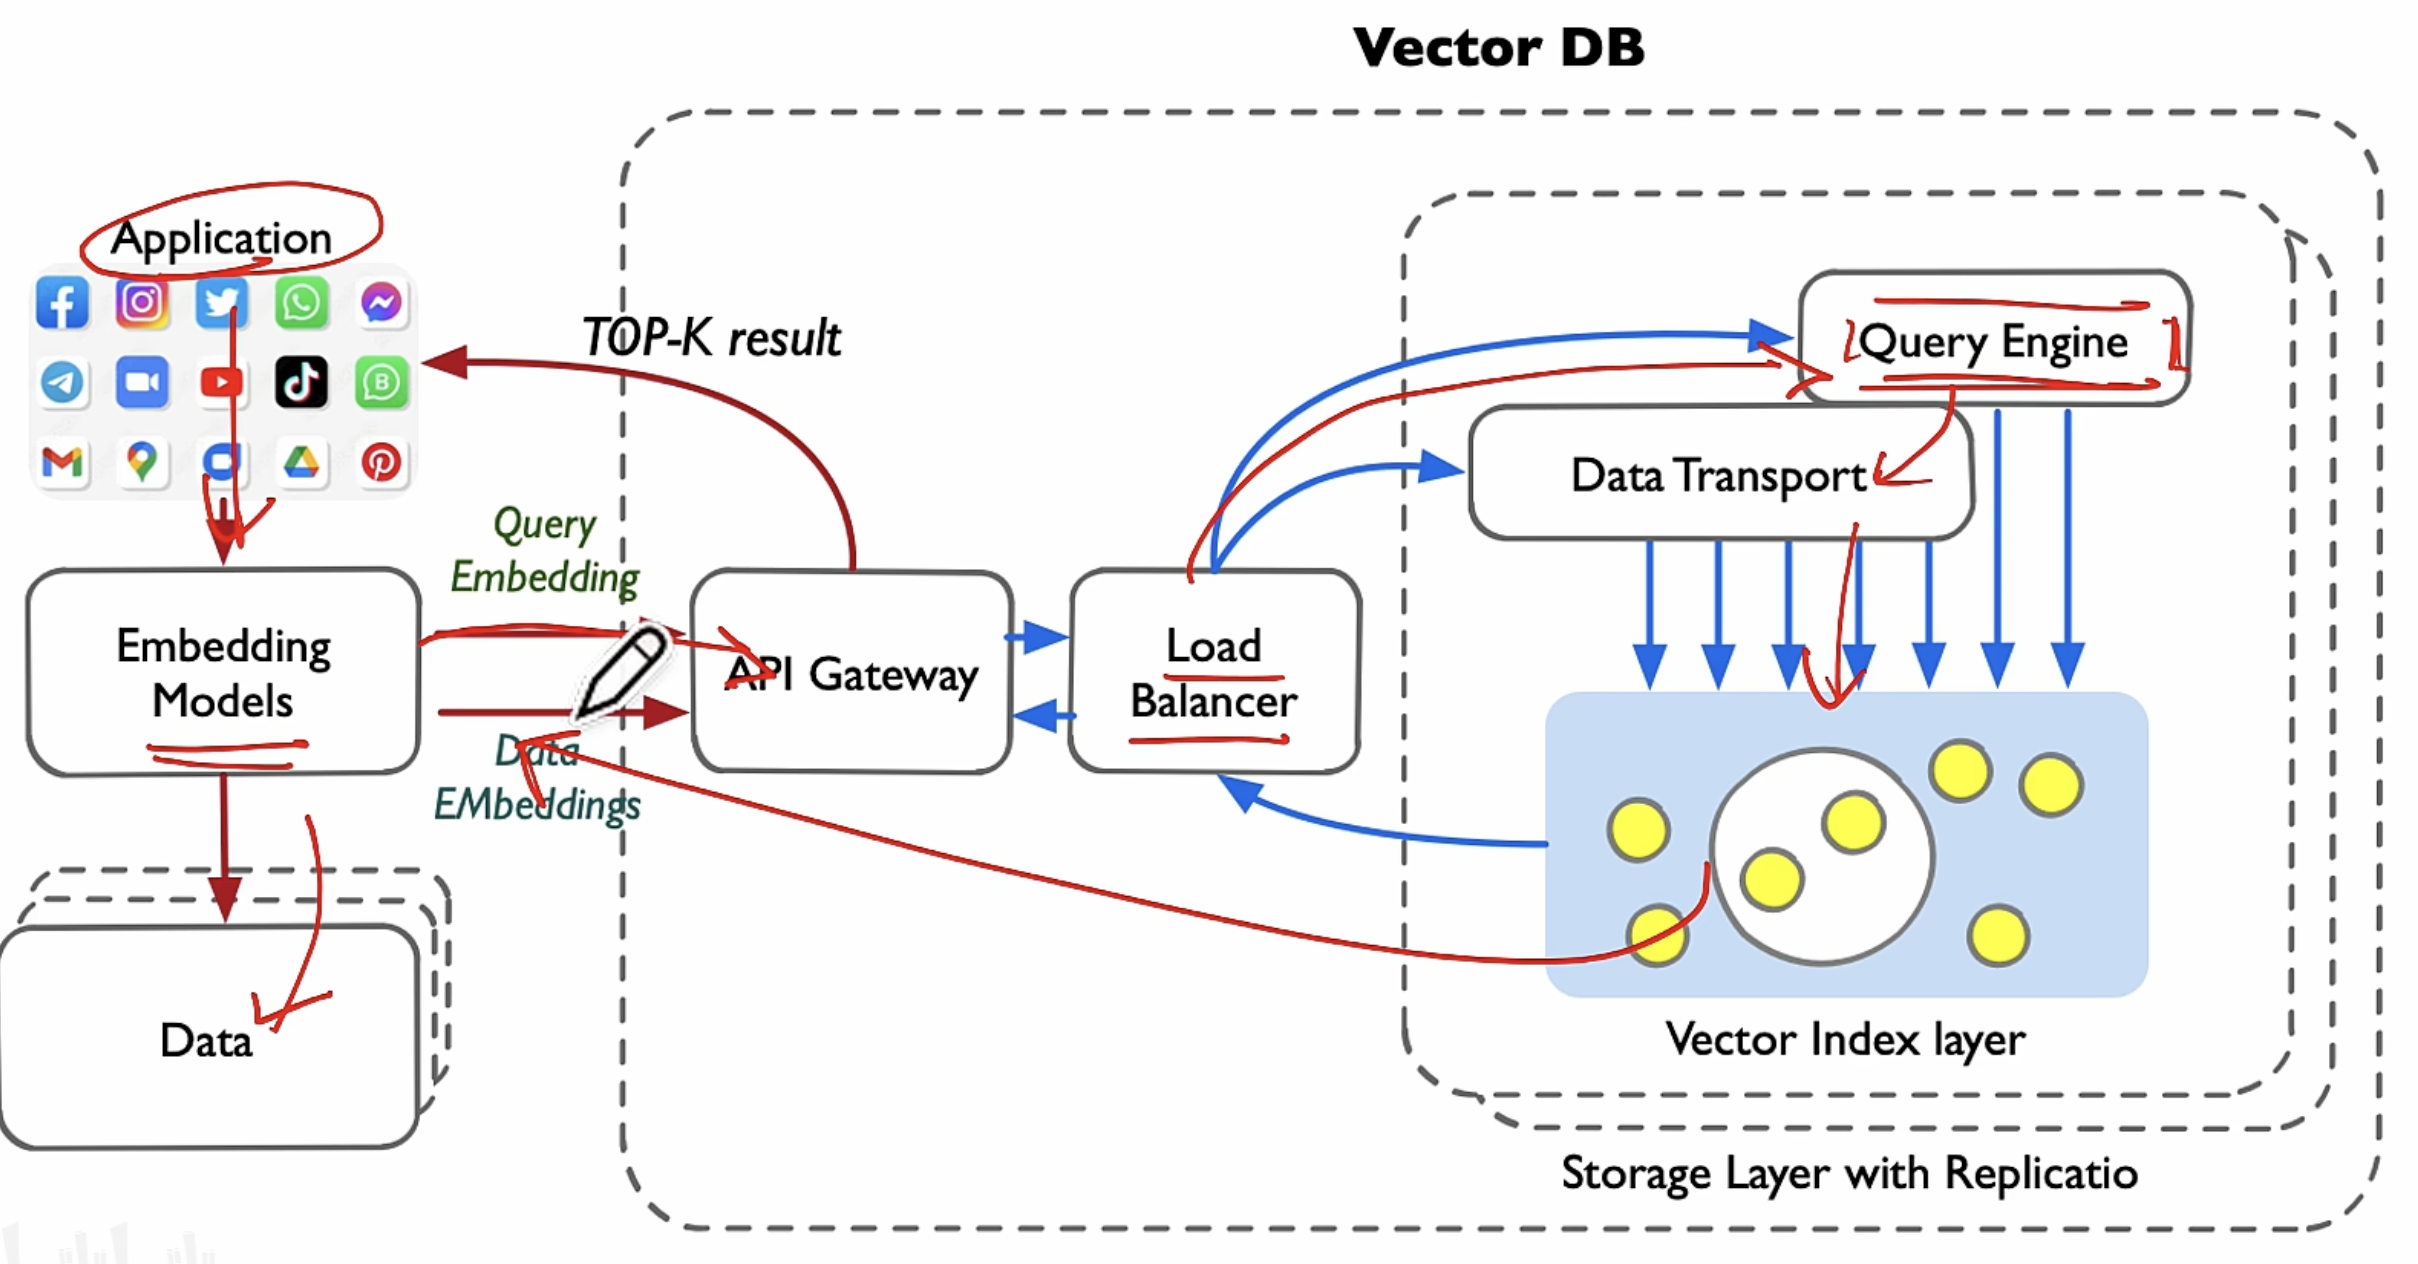 Vector DB
Application
TOP-K result
Query Engine
Data Transport
Query
Embedding
Embedding
Models
API Gateway
Load
Balancer
Data
EMbeddings
Data
Vector Index layer
Storage Layer with Replicatio